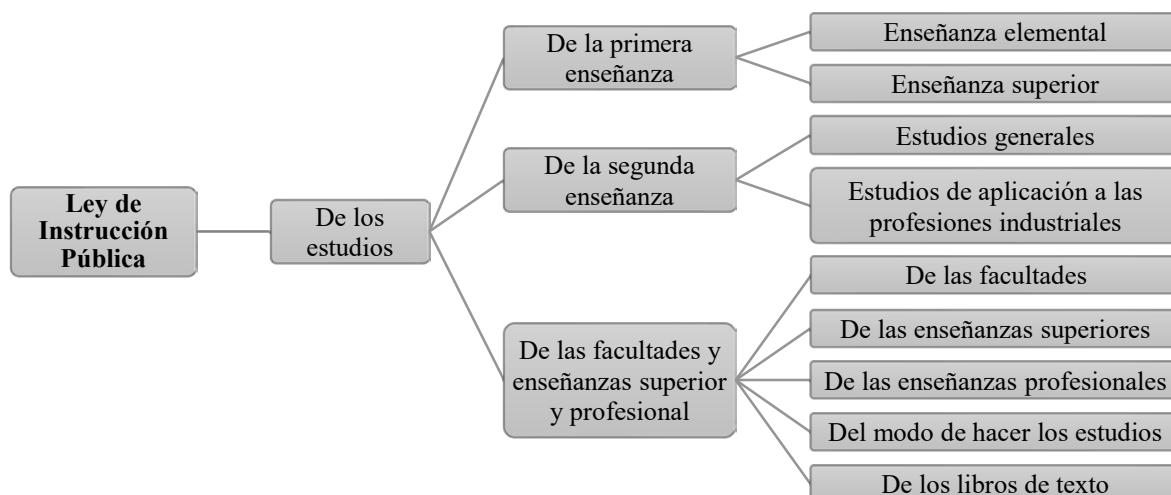 Ley de
Instrucción
Pública
De los
estudios
De la primera
enseñanza
Enseñanza elemental
Enseñanza superior
De la segunda
enseñanza
Estudios generales
Estudios de aplicación a las
profesiones industriales
De las facultades y
enseñanzas superior
y profesional
De las facultades
De las enseñanzas superiores
De las enseñanzas profesionales
Del modo de hacer los estudios
De los libros de texto